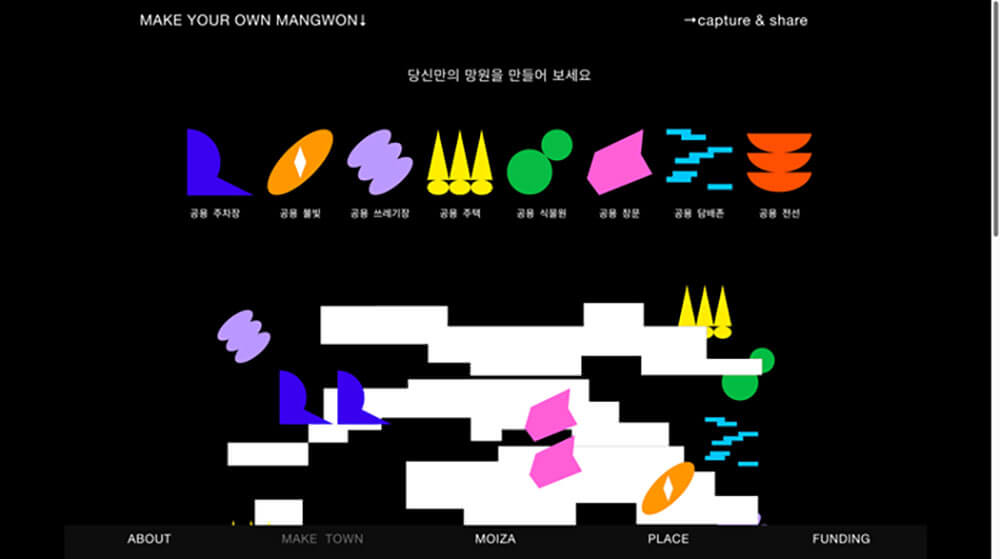 MAKE YOUR OWN MANGWON↓
→capture & share
당신만의 망원을 만들어 보세요
공용 주차장
공용 불빛
공용 쓰레기장
공용 주택
공용 식물원
공용 창문
공용 담배존
공용 전선
ABOUT
MAKE TOWN
MOIZA
PLACE
FUNDING